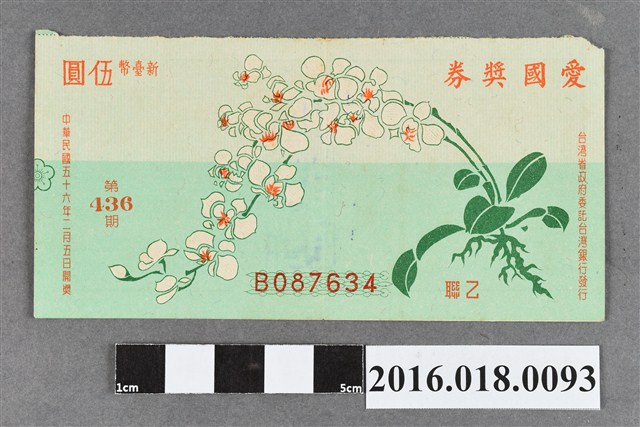 愛國獎券
新臺幣伍圓
台灣省政府委託台灣銀行發行
中華民國五十六年二月五日開獎
第
436
期
B087634
乙聯
1cm
5cm
2016.018.0093